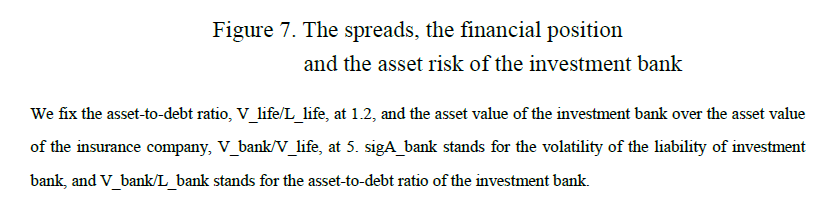 Figure 7. The spreads, the financial position
and the asset risk of the investment bank
We fix the asset-to-debt ratio, V_life/L_life, at 1.2, and the asset value of the investment bank over the asset value
of the insurance company, V_bank/V_life, at 5. sigA_bank stands for the volatility of the liability of investment
bank, and V_bank/L_bank stands for the asset-to-debt ratio of the investment bank.